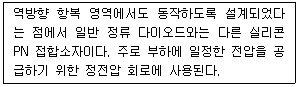 역방향 항복 영역에서도 동작하도록 설계되었다
는 점에서 일반 정류 다이오드와는 다른 실리콘
PN 접합소자이다. 주로 부하에 일정한 전압을 공
급하기 위한 정전압 회로에 사용된다.